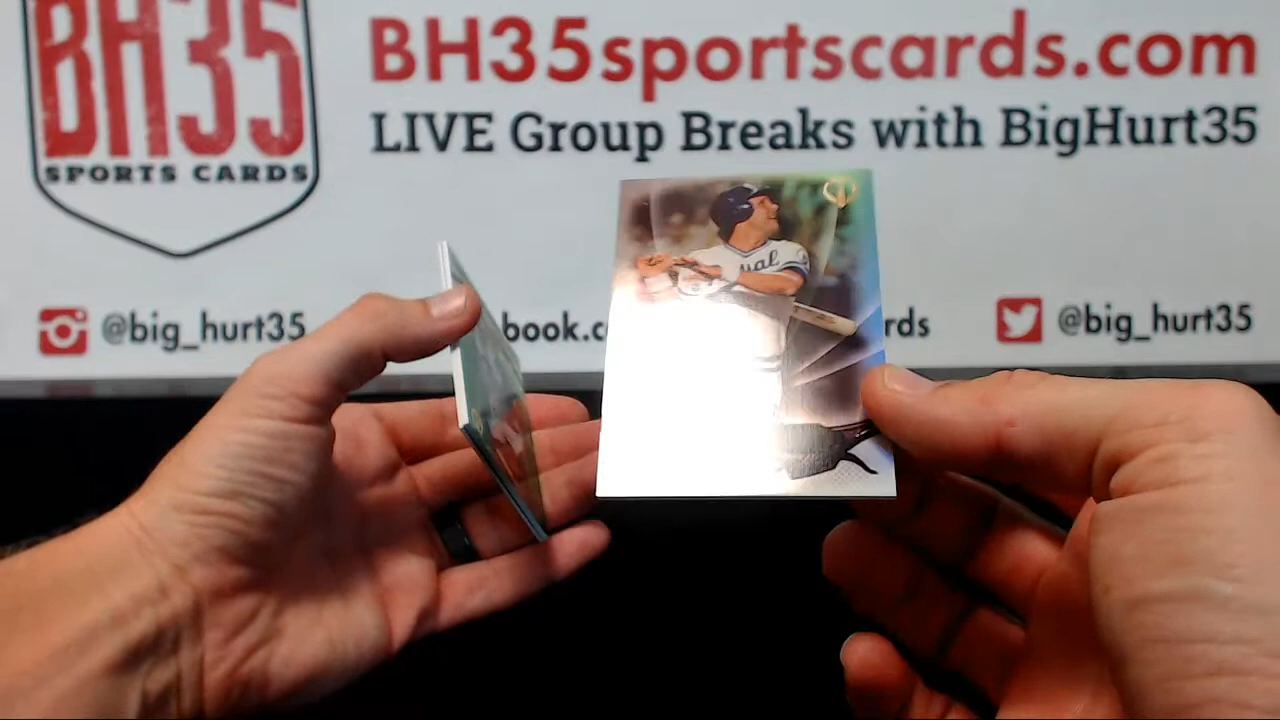 BH35
SPORTS CARDS
BH35sportscards.com
LIVE Group Breaks with BigHurt35
@big_hurt35
book.c
rds
@big_hurt35